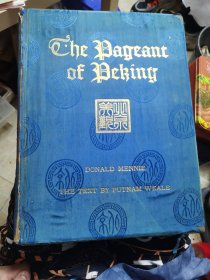 The Pageant
of Peking
DONALD MENNIE
THE TEXT BY PUTNAM WEALE